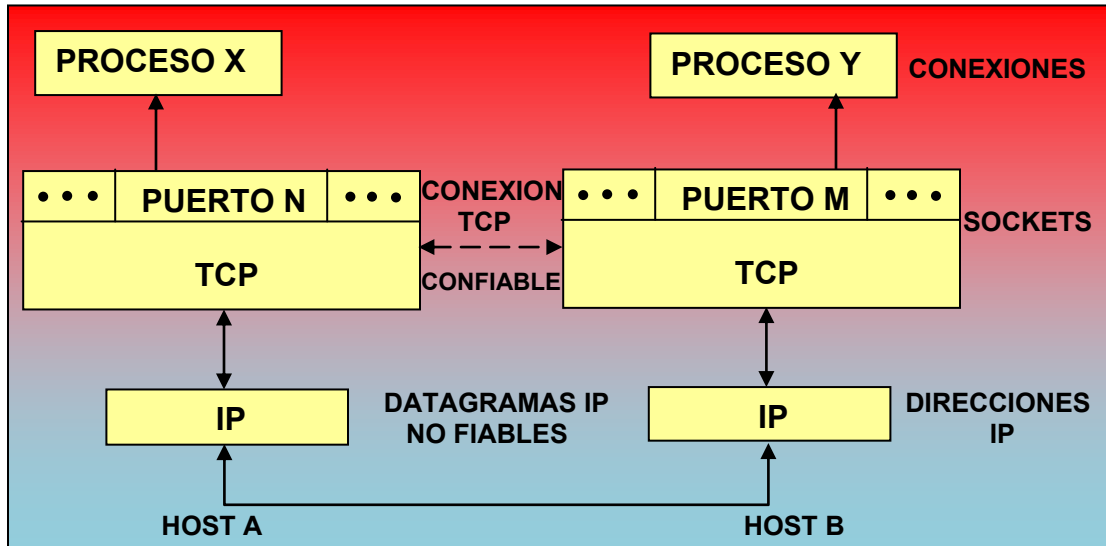 PROCESO X
PROCESO Y
CONEXIONES
• • •
PUERTO N
• • •
CONEXION
TCP
• • •
PUERTO M
• • •
SOCKETS
TCP
CONFIABLE
TCP
IP
DATAGRAMAS IP
NO FIABLES
IP
DIRECCIONES
IP
HOST A
HOST B